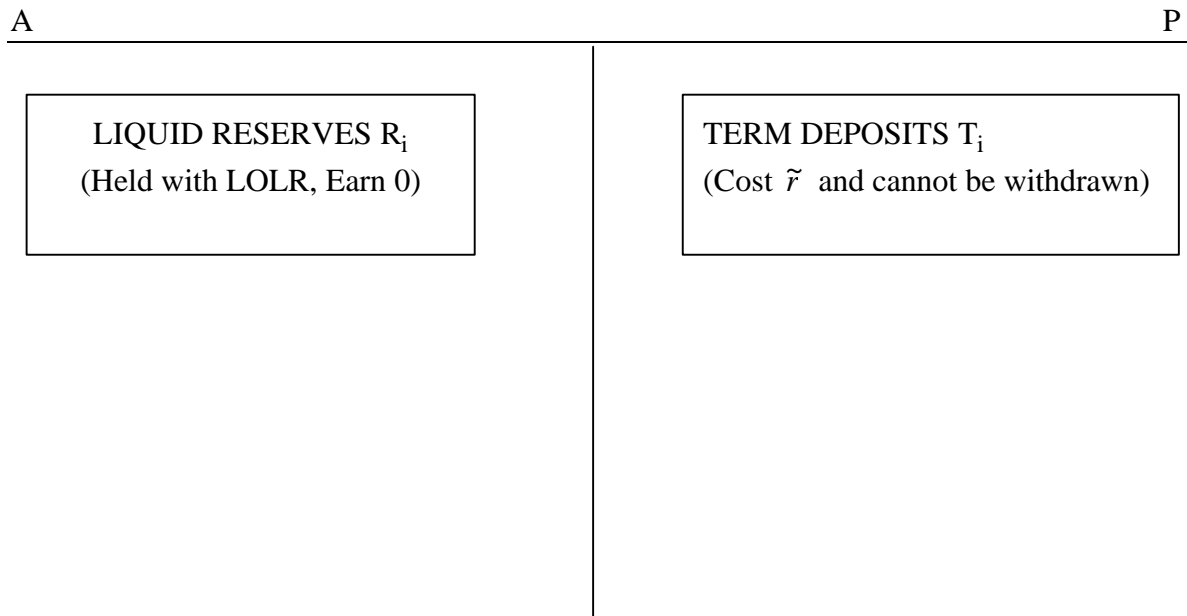 A
P
LIQUID RESERVES Rᵢ
(Held with LOLR, Earn 0)
TERM DEPOSITS Tᵢ
(Cost r̃ and cannot be withdrawn)